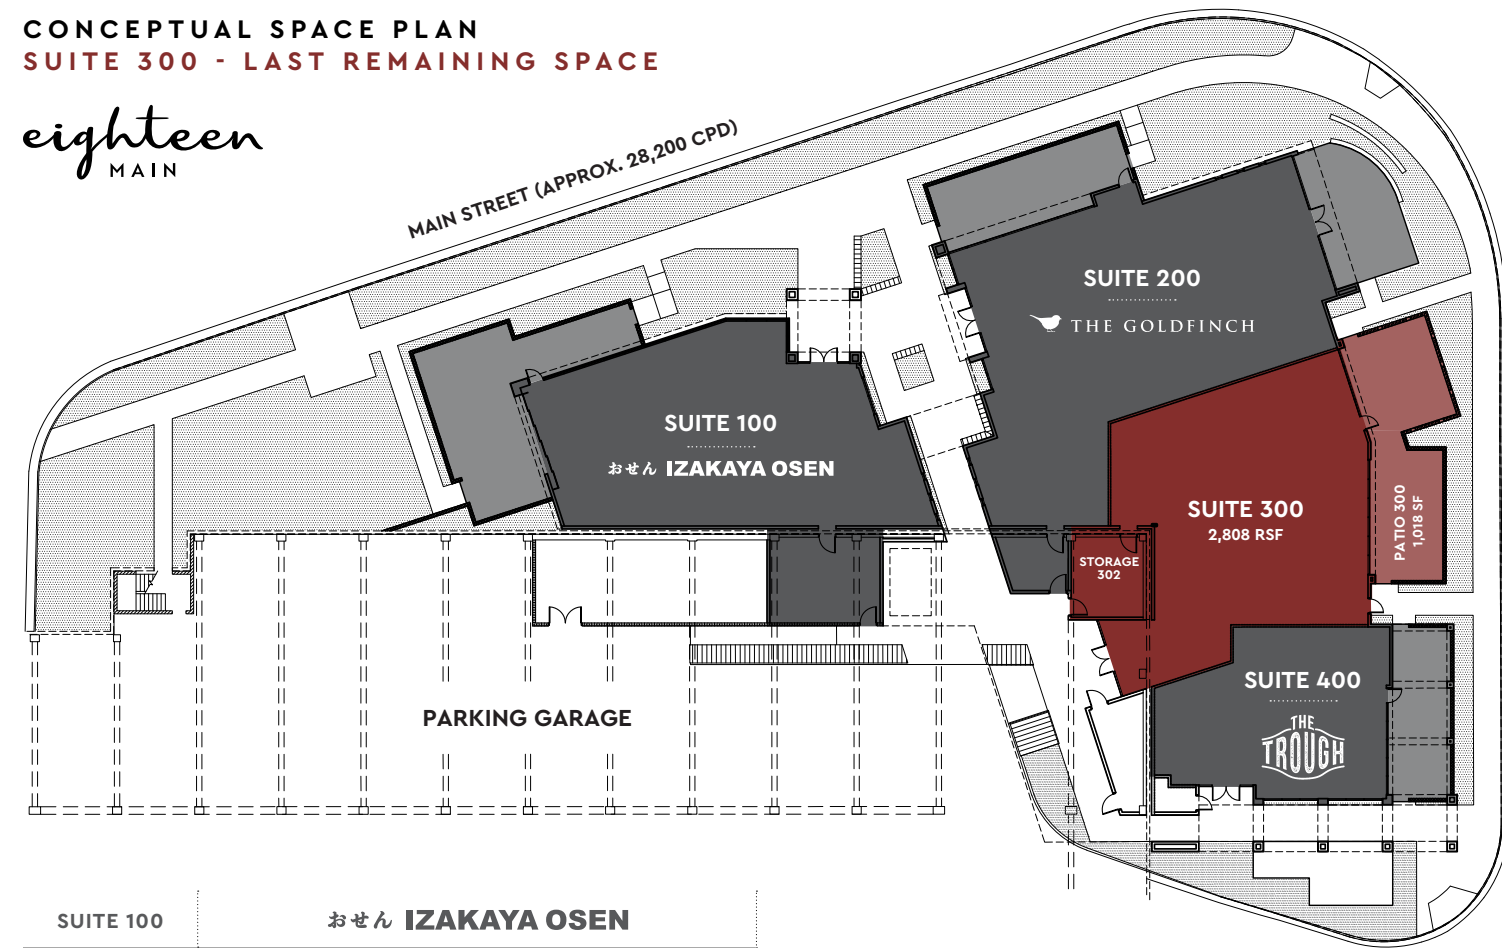 CONCEPTUAL SPACE PLAN
SUITE 300 - LAST REMAINING SPACE
eighteen
MAIN
MAIN STREET (APPROX. 28,200 CPD)
SUITE 200
THE GOLDFINCH
SUITE 100
おせん IZAKAYA OSEN
SUITE 300
2,808 RSF
PATIO 300
1,018 SF
STORAGE
302
SUITE 400
THE
TROUGH
PARKING GARAGE
SUITE 100
おせん IZAKAYA OSEN